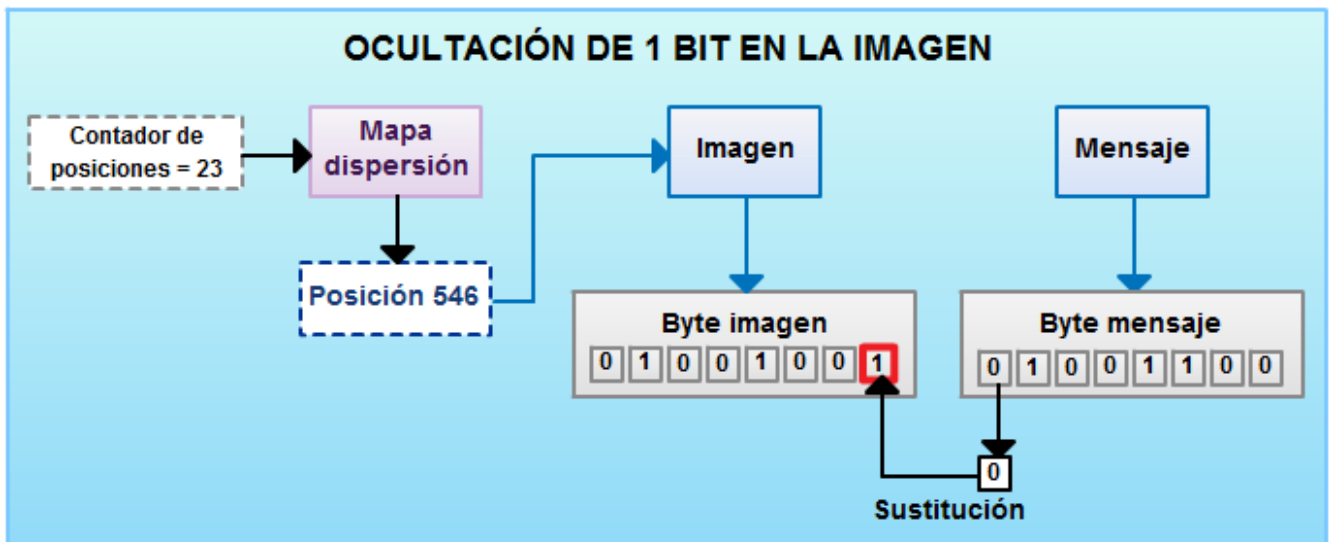 OCULTACIÓN DE 1 BIT EN LA IMAGEN
Contador de
posiciones = 23
Mapa
dispersión
Imagen
Mensaje
Posición 546
Byte imagen
0 1 0 0 1 0 0 1
Byte mensaje
0 1 0 0 1 1 0 0
0
Sustitución